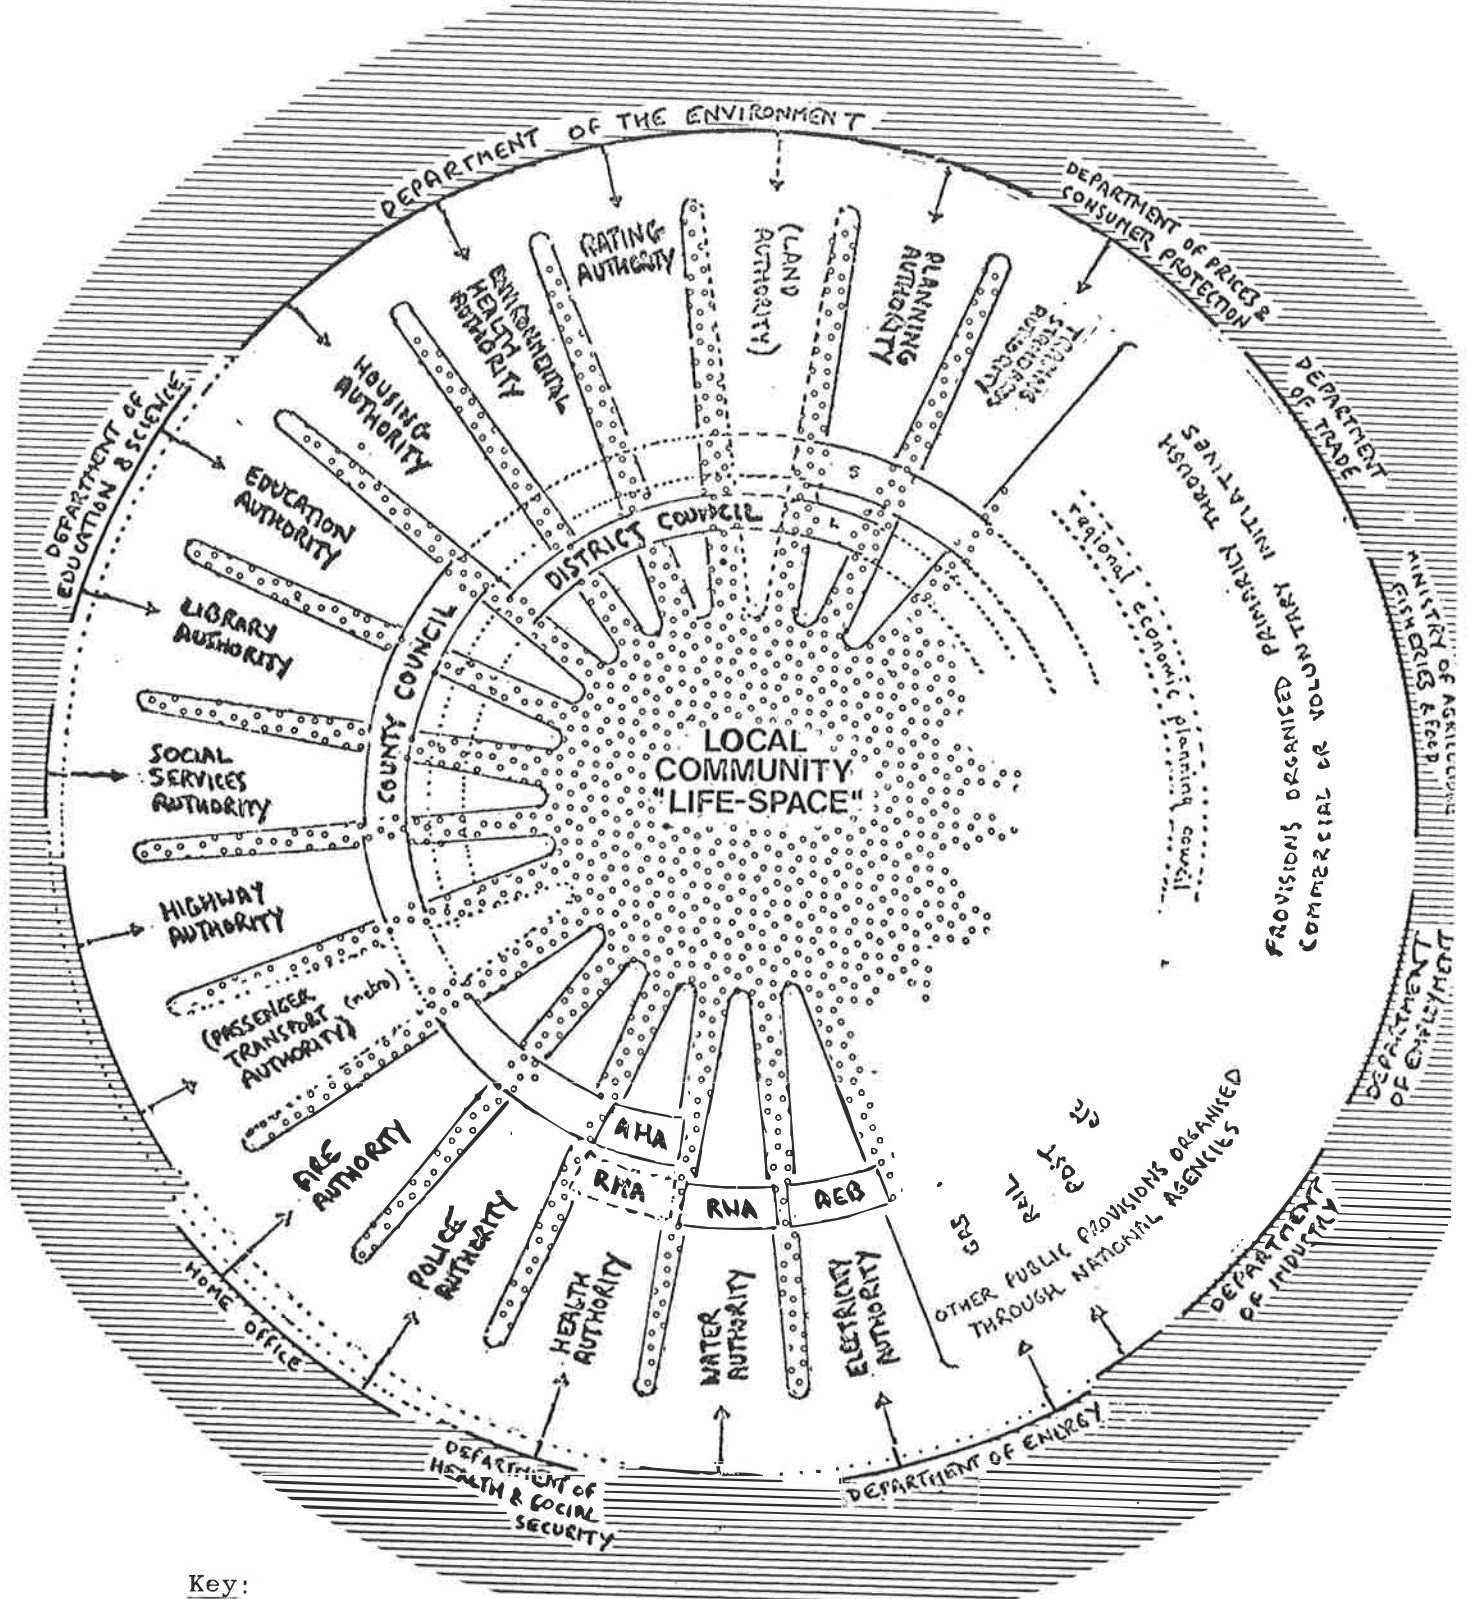 DEPARTMENT OF THE ENVIRONMENT
DEPARTMENT OF PRICES &
CONSUMER PROTECTION
DEPARTMENT
OF TRADE
MINISTRY OF AGRICULTURE
FISHERIES & FOOD
DEPARTMENT
OF EMPLOYMENT
DEPARTMENT
OF INDUSTRY
DEPARTMENT OF ENERGY
DEPARTMENT OF
HEALTH & SOCIAL
SECURITY
HOME OFFICE
DEPARTMENT OF
EDUCATION & SCIENCE
RATING
AUTHORITY
(LAND
AUTHORITY)
PLANNING
AUTHORITY
TRADING
STANDARDS
AUTHORITY
ENVIRONMENTAL
HEALTH
AUTHORITY
HOUSING
AUTHORITY
EDUCATION
AUTHORITY
LIBRARY
AUTHORITY
SOCIAL
SERVICES
AUTHORITY
HIGHWAY
AUTHORITY
(PASSENGER
TRANSPORT (metro)
AUTHORITY)
FIRE
AUTHORITY
POLICE
AUTHORITY
HEALTH
AUTHORITY
WATER
AUTHORITY
ELECTRICITY
AUTHORITY
DISTRICT COUNCIL
S
L
COUNTY COUNCIL
LOCAL
COMMUNITY
"LIFE-SPACE"
AHA
RHA
RWA
AEB
regional economic planning council
PROVISIONS ORGANISED PRIMARILY THROUGH
COMMERCIAL OR VOLUNTARY INITIATIVES
GAS
RAIL
POST
ETC
OTHER PUBLIC PROVISIONS ORGANISED
THROUGH NATIONAL AGENCIES
Key: